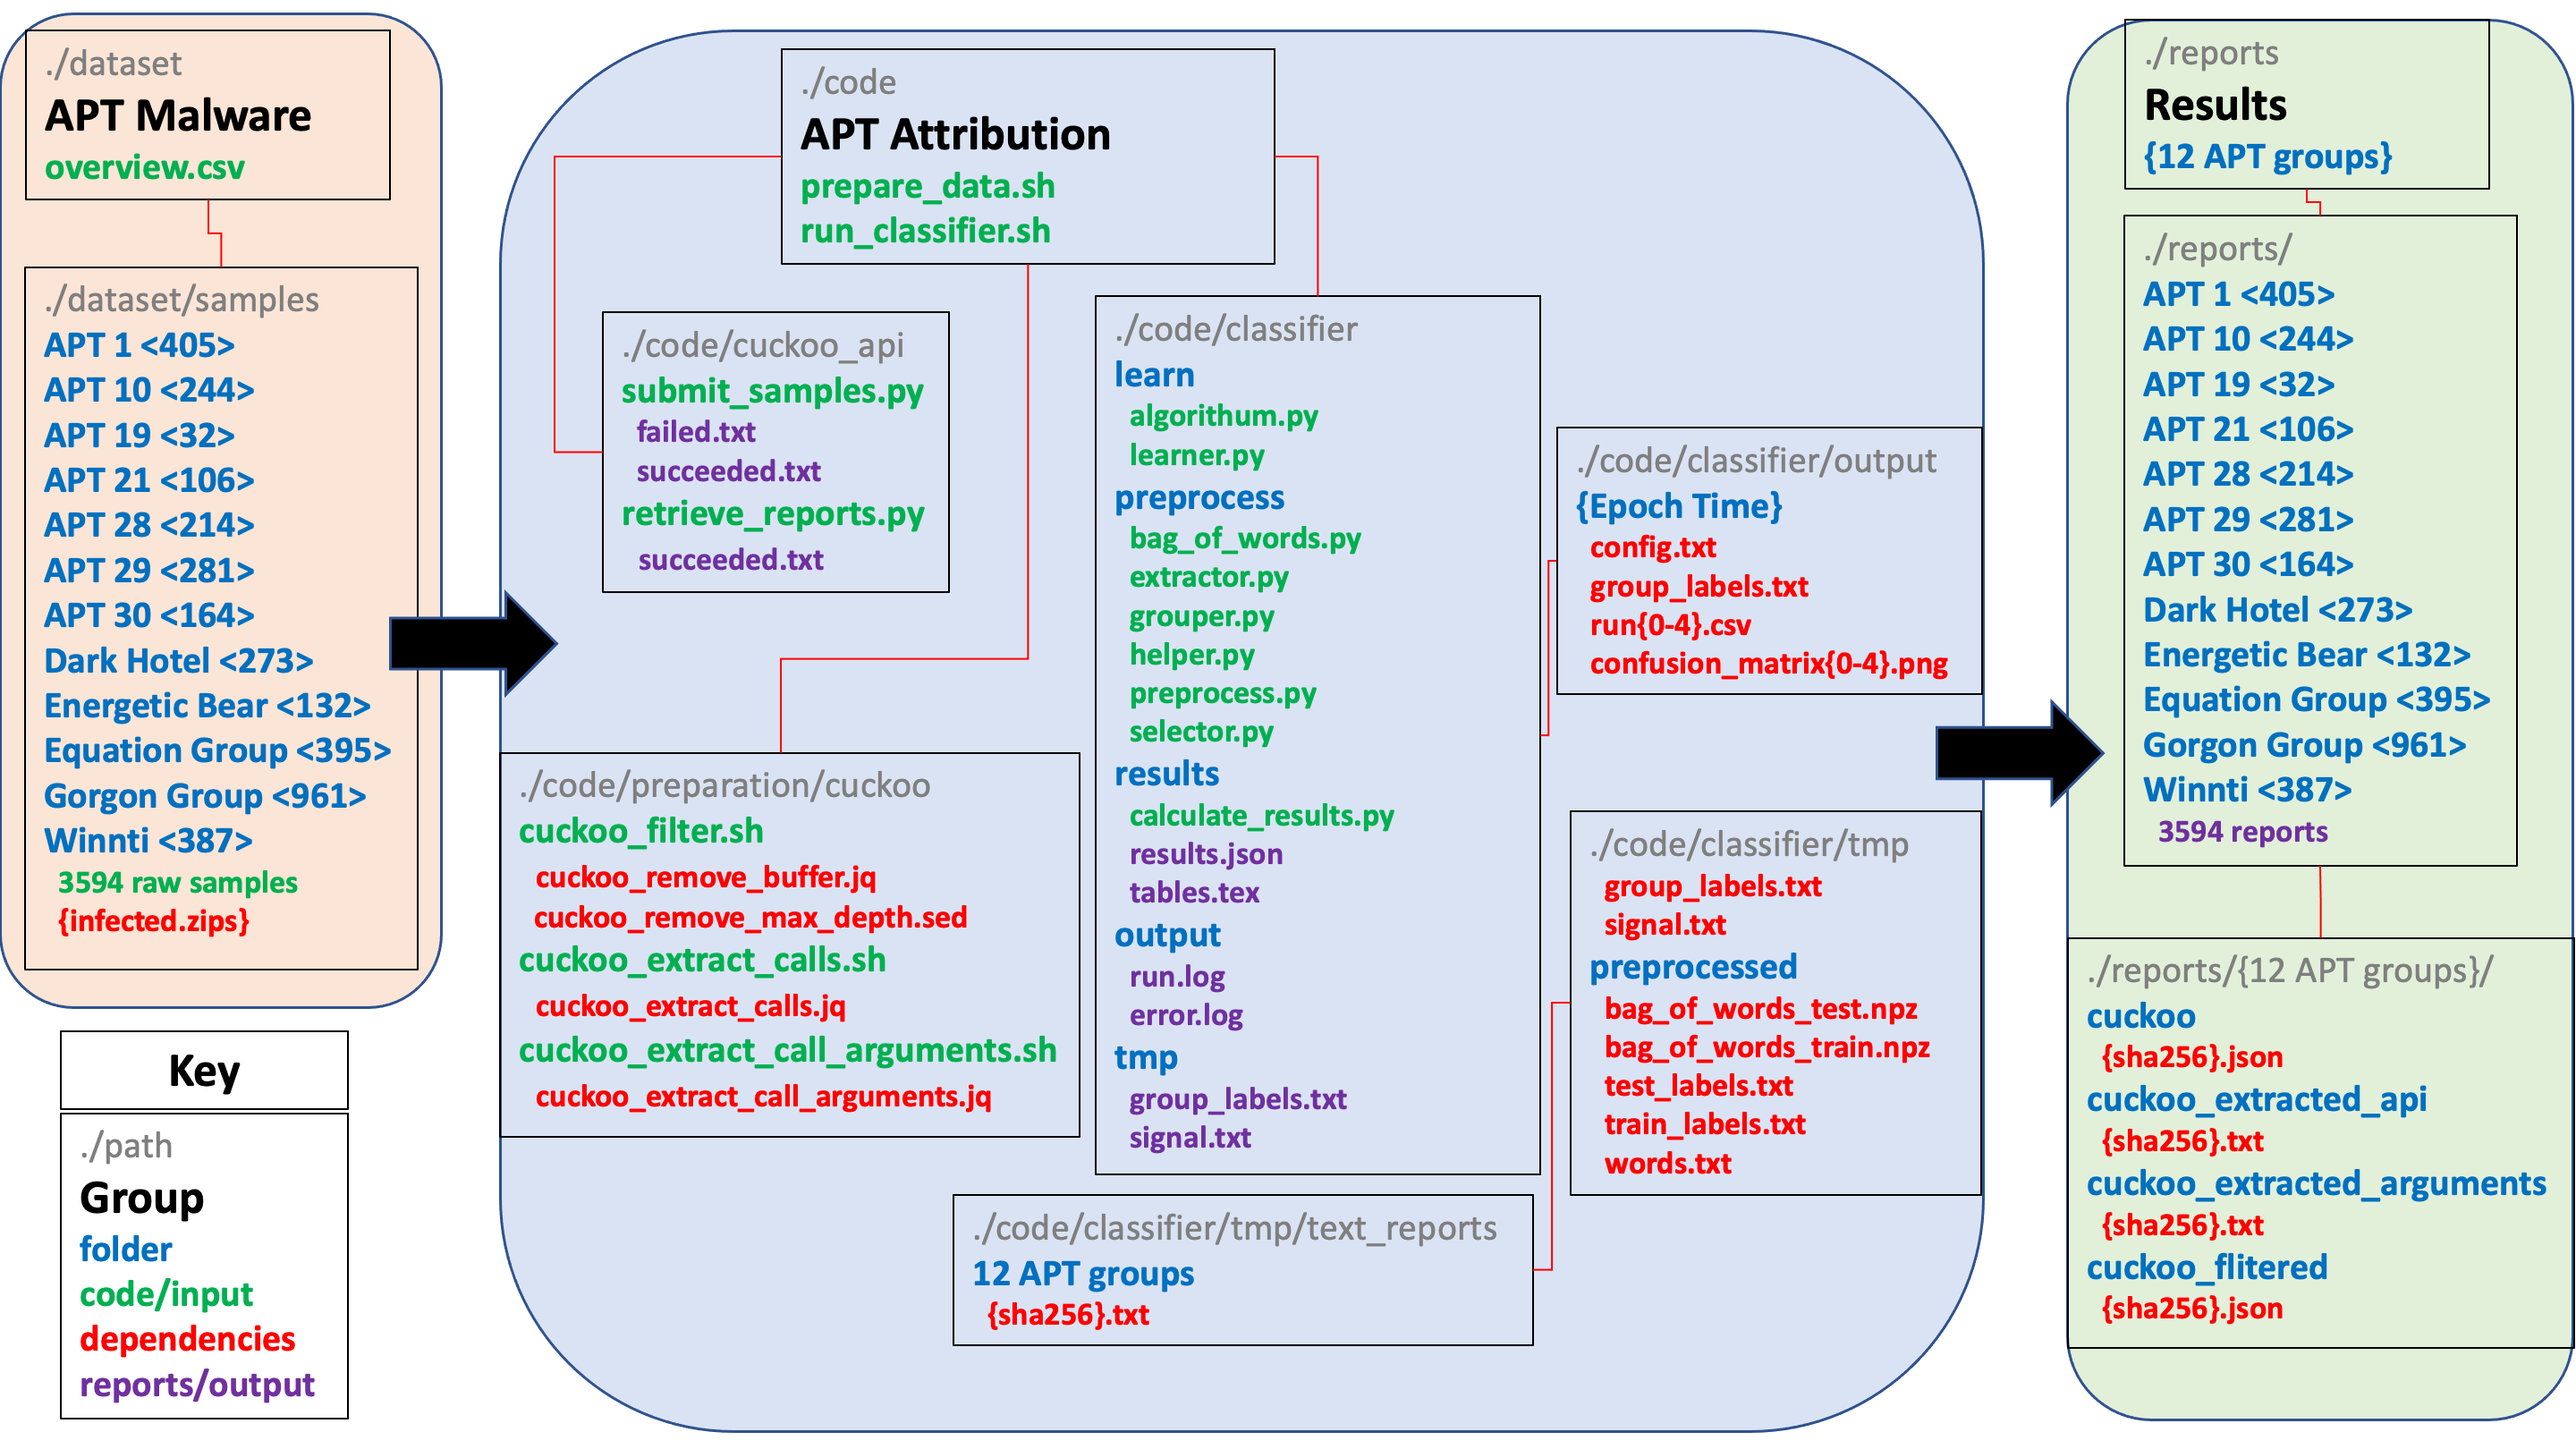 ./dataset
APT Malware
overview.csv
./dataset/samples
APT 1 <405>
APT 10 <244>
APT 19 <32>
APT 21 <106>
APT 28 <214>
APT 29 <281>
APT 30 <164>
Dark Hotel <273>
Energetic Bear <132>
Equation Group <395>
Gorgon Group <961>
Winnti <387>
3594 raw samples
{infected.zips}
Key
./path
Group
folder
code/input
dependencies
reports/output
./code
APT Attribution
prepare_data.sh
run_classifier.sh
./code/cuckoo_api
submit_samples.py
failed.txt
succeeded.txt
retrieve_reports.py
succeeded.txt
./code/preparation/cuckoo
cuckoo_filter.sh
cuckoo_remove_buffer.jq
cuckoo_remove_max_depth.sed
cuckoo_extract_calls.sh
cuckoo_extract_calls.jq
cuckoo_extract_call_arguments.sh
cuckoo_extract_call_arguments.jq
./code/classifier
learn
algorithum.py
learner.py
preprocess
bag_of_words.py
extractor.py
grouper.py
helper.py
preprocess.py
selector.py
results
calculate_results.py
results.json
tables.tex
output
run.log
error.log
tmp
group_labels.txt
signal.txt
./code/classifier/output
{Epoch Time}
config.txt
group_labels.txt
run{0-4}.csv
confusion_matrix{0-4}.png
./code/classifier/tmp
group_labels.txt
signal.txt
preprocessed
bag_of_words_test.npz
bag_of_words_train.npz
test_labels.txt
train_labels.txt
words.txt
./code/classifier/tmp/text_reports
12 APT groups
{sha256}.txt
./reports
Results
{12 APT groups}
./reports/
APT 1 <405>
APT 10 <244>
APT 19 <32>
APT 21 <106>
APT 28 <214>
APT 29 <281>
APT 30 <164>
Dark Hotel <273>
Energetic Bear <132>
Equation Group <395>
Gorgon Group <961>
Winnti <387>
3594 reports
./reports/{12 APT groups}/
cuckoo
{sha256}.json
cuckoo_extracted_api
{sha256}.txt
cuckoo_extracted_arguments
{sha256}.txt
cuckoo_flitered
{sha256}.json